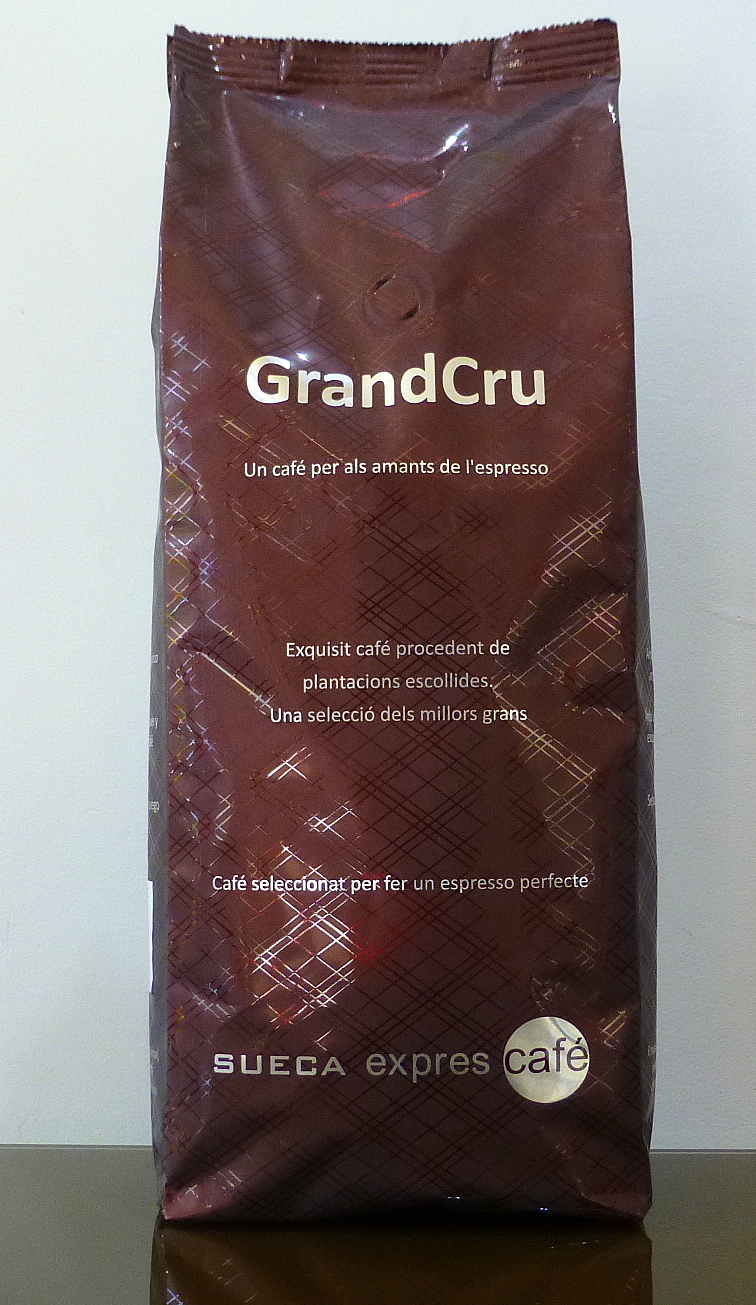 GrandCru
Un café per als amants de l'espresso
Exquisit café procedent de
plantacions escollides.
Una selecció dels millors grans
Café seleccionat per fer un espresso perfecte
SUECA expres café